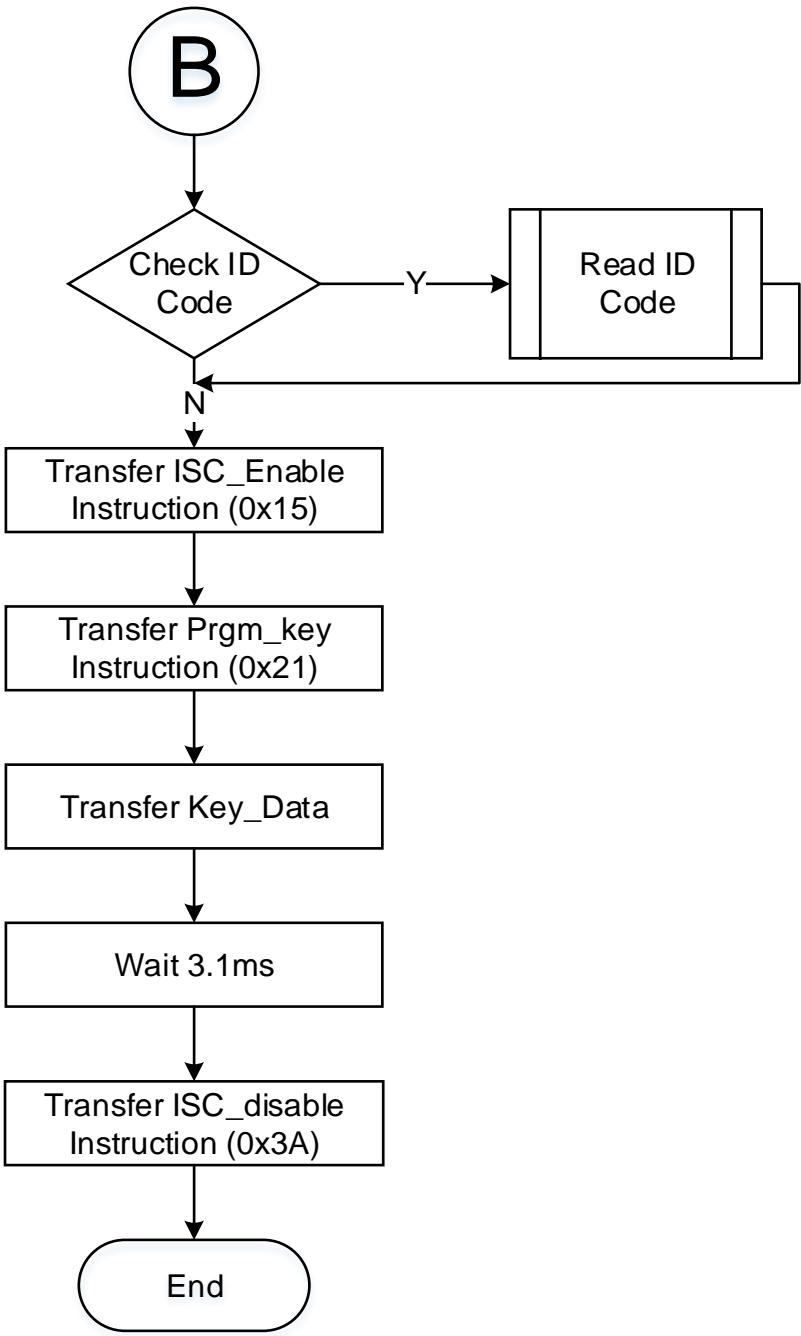 B
Check ID
Code
Y
Read ID
Code
N
Transfer ISC_Enable
Instruction (0x15)
Transfer Prgm_key
Instruction (0x21)
Transfer Key_Data
Wait 3.1ms
Transfer ISC_disable
Instruction (0x3A)
End